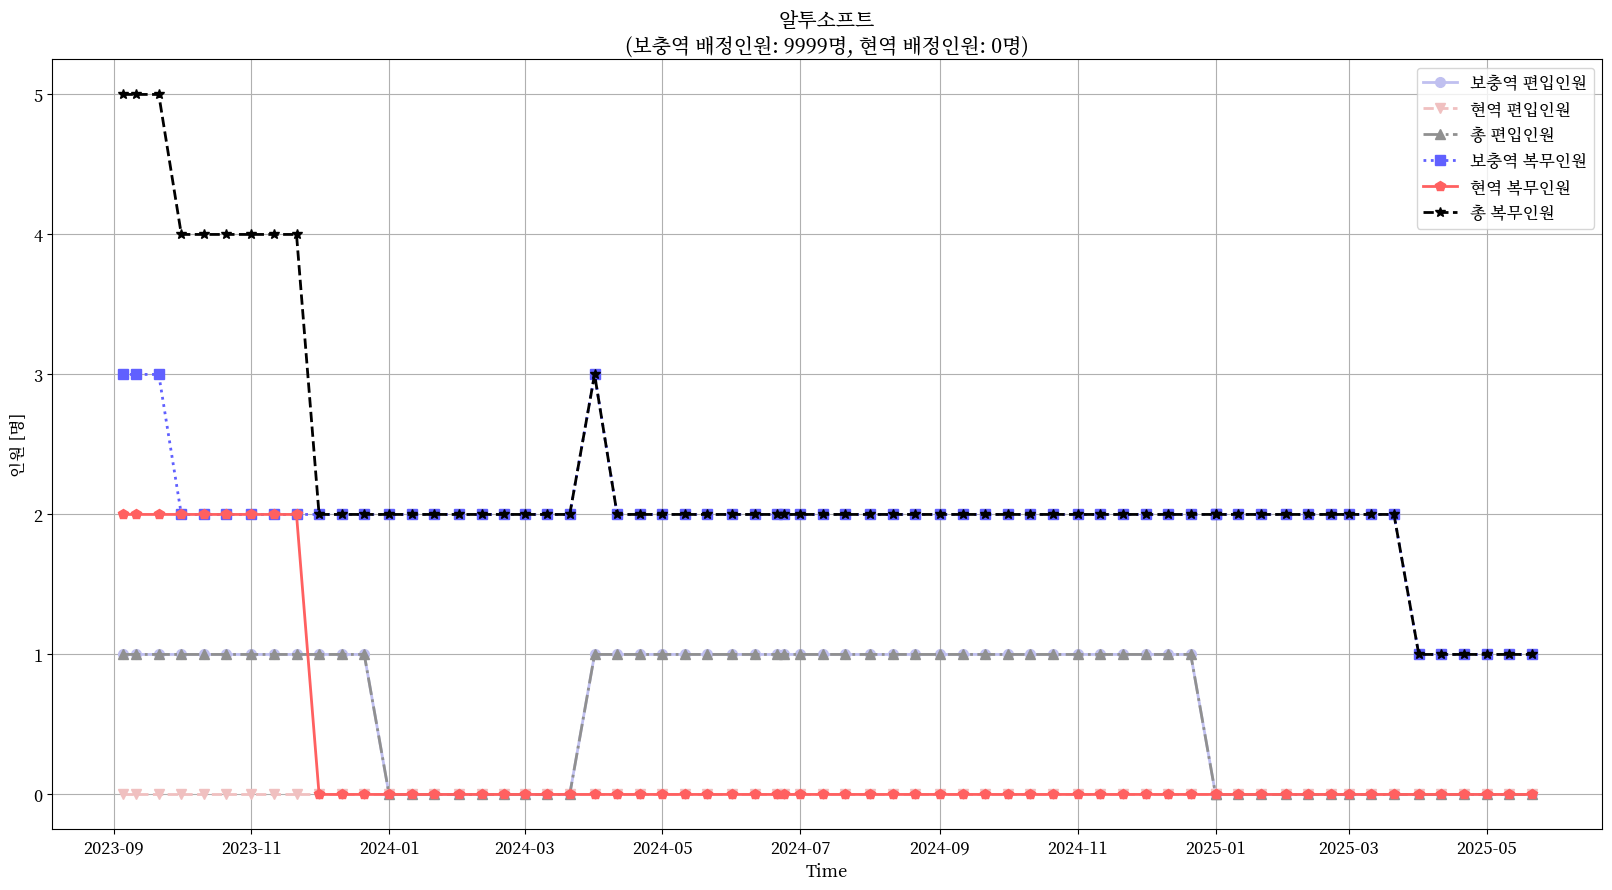 알투소프트
(보충역 배정인원: 9999명, 현역 배정인원: 0명)
보충역 편입인원
현역 편입인원
총 편입인원
보충역 복무인원
현역 복무인원
총 복무인원
인원 [명]
5
4
3
2
1
0
2023-09
2023-11
2024-01
2024-03
2024-05
2024-07
2024-09
2024-11
2025-01
2025-03
2025-05
Time